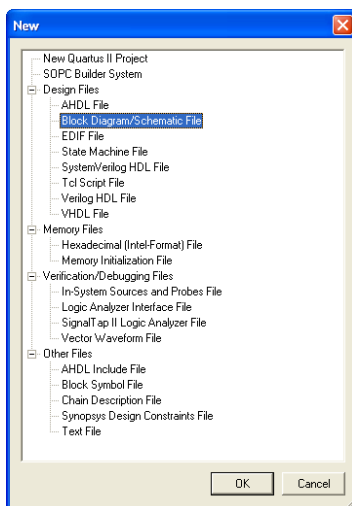 New
New Quartus II Project
SOPC Builder System
Design Files
AHDL File
Block Diagram/Schematic File
EDIF File
State Machine File
SystemVerilog HDL File
Tcl Script File
Verilog HDL File
VHDL File
Memory Files
Hexadecimal (Intel-Format) File
Memory Initialization File
Verification/Debugging Files
In-System Sources and Probes File
Logic Analyzer Interface File
SignalTap II Logic Analyzer File
Vector Waveform File
Other Files
AHDL Include File
Block Symbol File
Chain Description File
Synopsys Design Constraints File
Text File
OK Cancel